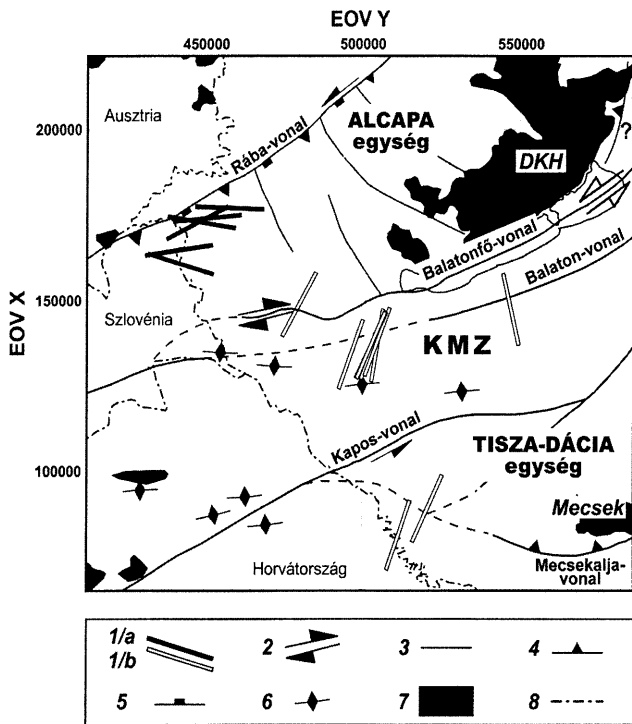 EOV Y
450000 500000 550000
EOV X
200000
150000
100000
Ausztria
ALCAPA
egység
Rába-vonal
DKH
?
Balatonfő-vonal
Balaton-vonal
Szlovénia
KMZ
Kapos-vonal
TISZA-DÁCIA
egység
Mecsek
Mecsekalja-
vonal
Horvátország
1/a
1/b
2
3
4
5
6
7
8